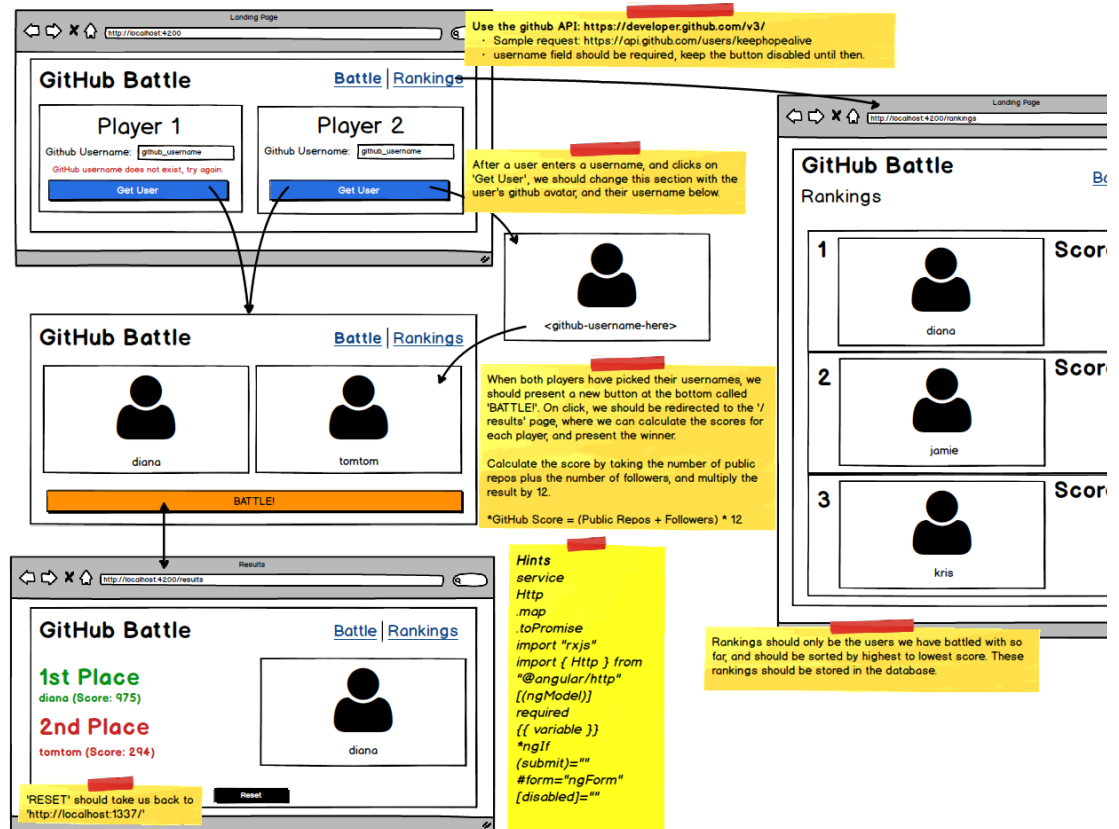 Landing Page
http://localhost:4200
GitHub Battle
Battle | Rankings
Player 1
Github Username: github_username
GitHub username does not exist, try again.
Get User
Player 2
Github Username: github_username
Get User
Use the github API: https://developer.github.com/v3/
· Sample request: https://api.github.com/users/keephopealive
· username field should be required, keep the button disabled until then.
After a user enters a username, and clicks on
'Get User', we should change this section with the
user's github avatar, and their username below.
<github-username-here>
GitHub Battle
Battle | Rankings
diana
tomtom
BATTLE!
When both players have picked their usernames, we
should present a new button at the bottom called
'BATTLE!'. On click, we should be redirected to the '/
results' page, where we can calculate the scores for
each player, and present the winner.
Calculate the score by taking the number of public
repos plus the number of followers, and multiply the
result by 12.
*GitHub Score = (Public Repos + Followers) * 12
Results
http://localhost:4200/results
GitHub Battle
Battle | Rankings
1st Place
diana (Score: 975)
2nd Place
tomtom (Score: 294)
diana
Reset
'RESET' should take us back to
'http://localhost:1337/'
Hints
service
Http
.map
.toPromise
import "rxjs"
import { Http } from
"@angular/http"
[(ngModel)]
required
{{ variable }}
*ngIf
(submit)=""
#form="ngForm"
[disabled]=""
Landing Page
http://localhost:4200/rankings
GitHub Battle
Ba
Rankings
1
diana
Score
2
jamie
Score
3
kris
Score
Rankings should only be the users we have battled with so
far, and should be sorted by highest to lowest score. These
rankings should be stored in the database.